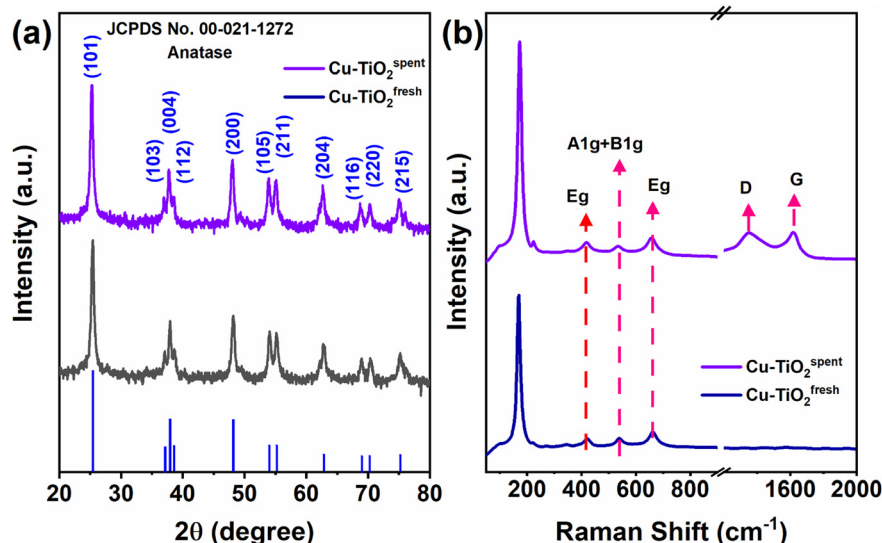 (a)
JCPDS No. 00-021-1272
Anatase
Cu-TiO₂ˢᵖᵉⁿᵗ
Cu-TiO₂ᶠʳᵉˢʰ
(101)
(103)
(004)
(112)
(200)
(105)
(211)
(204)
(116)
(220)
(215)
Intensity (a.u.)
20 30 40 50 60 70 80
2θ (degree)
(b)
Eg
A1g+B1g
Eg
D
G
Cu-TiO₂ˢᵖᵉⁿᵗ
Cu-TiO₂ᶠʳᵉˢʰ
Intensity (a.u.)
200 400 600 800 1600 2000
Raman Shift (cm⁻¹)